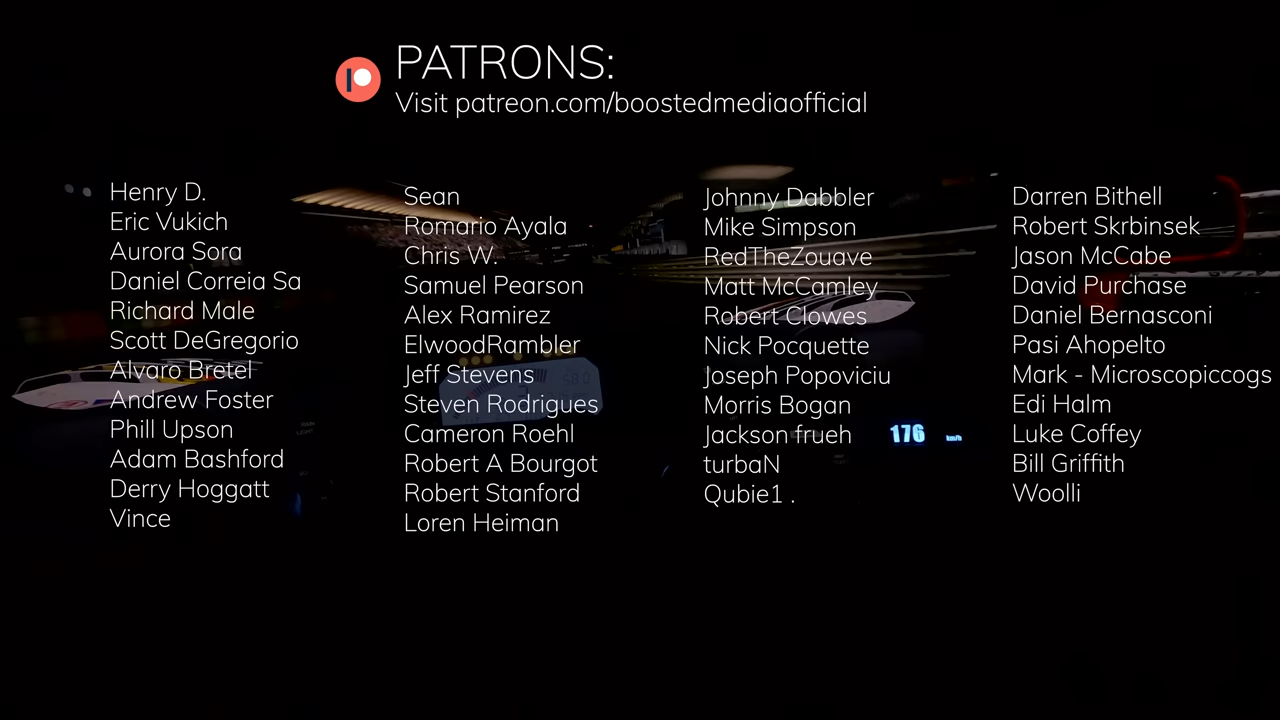 PATRONS:
Visit patreon.com/boostedmediaofficial
Henry D.
Eric Vukich
Aurora Sora
Daniel Correia Sa
Richard Male
Scott DeGregorio
Alvaro Bretel
Andrew Foster
Phill Upson
Adam Bashford
Derry Hoggatt
Vince
Sean
Romario Ayala
Chris W.
Samuel Pearson
Alex Ramirez
ElwoodRambler
Jeff Stevens
Steven Rodrigues
Cameron Roehl
Robert A Bourgot
Robert Stanford
Loren Heiman
Johnny Dabbler
Mike Simpson
RedTheZouave
Matt McCamley
Robert Clowes
Nick Pocquette
Joseph Popoviciu
Morris Bogan
Jackson frueh
turbaN
Qubie1 .
176 km/h
Darren Bithell
Robert Skrbinsek
Jason McCabe
David Purchase
Daniel Bernasconi
Pasi Ahopelto
Mark - Microscopiccogs
Edi Halm
Luke Coffey
Bill Griffith
Woolli